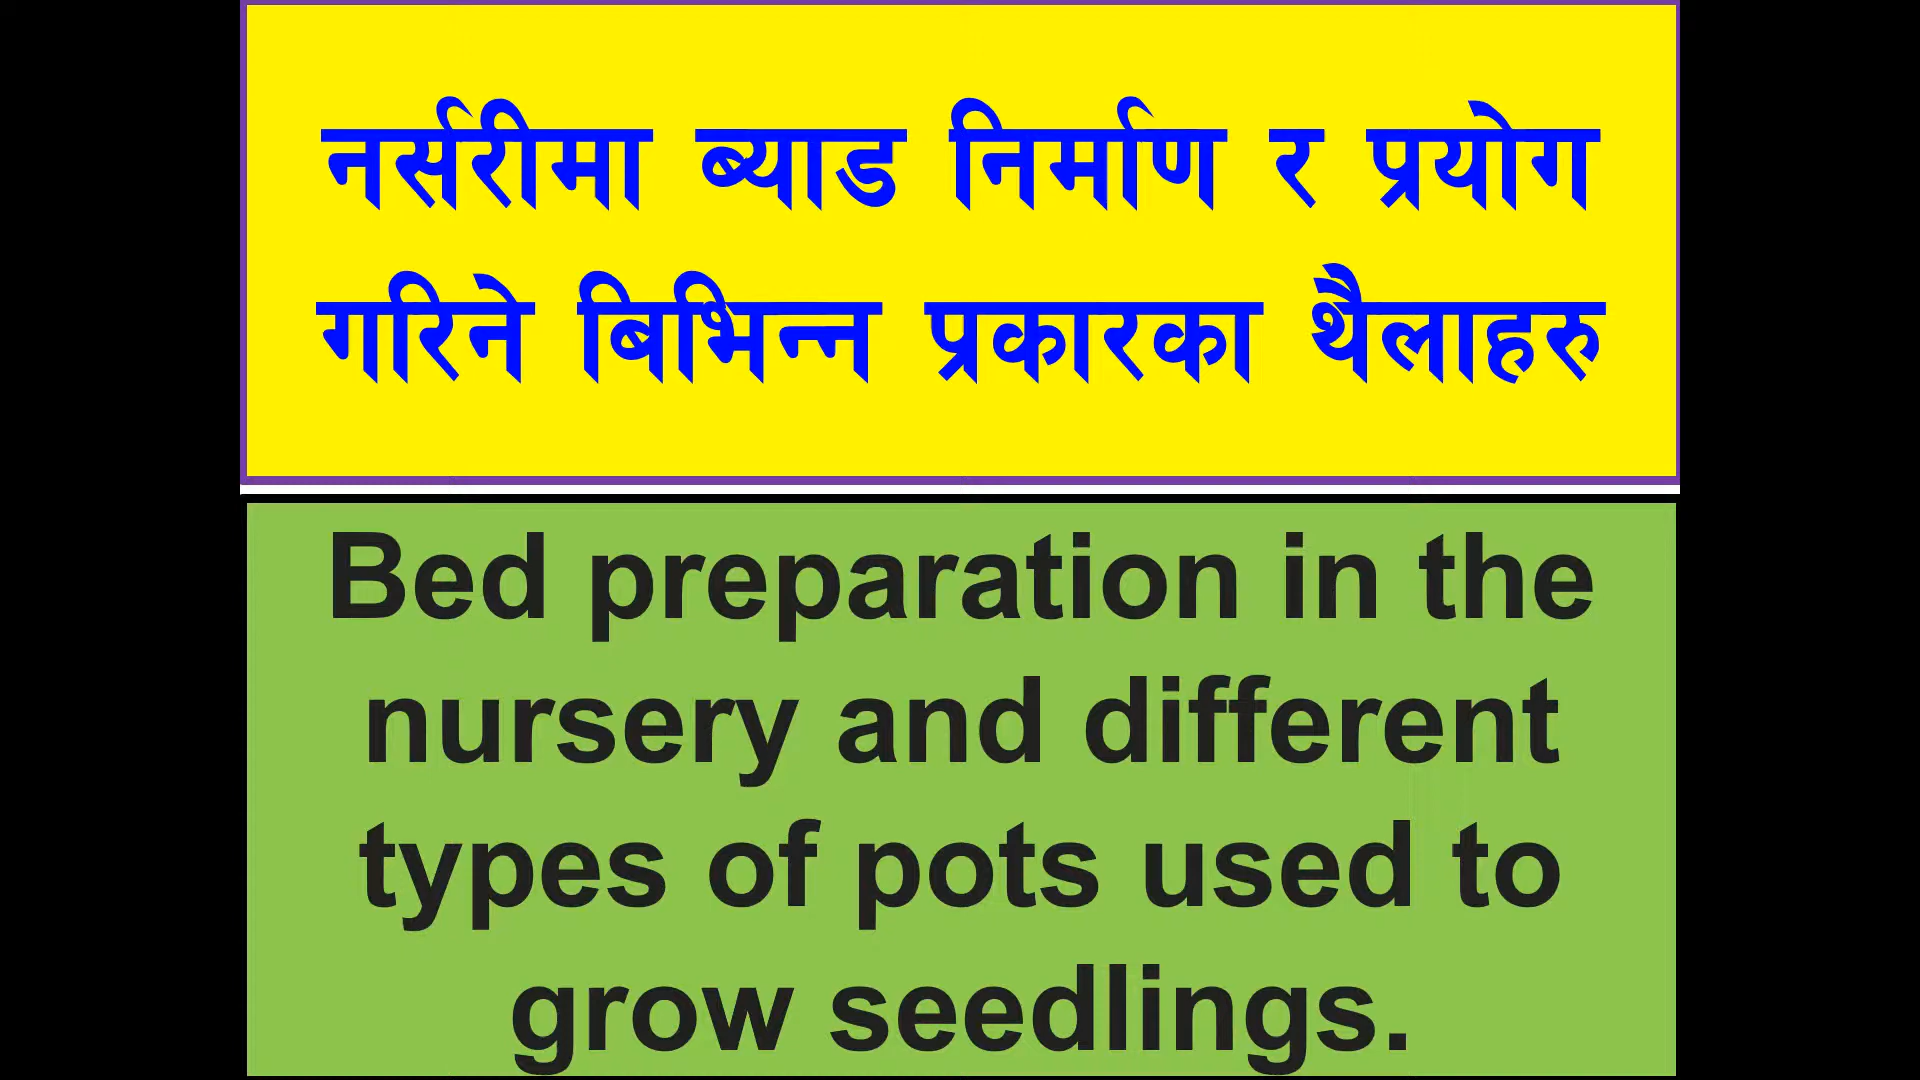 नर्सरीमा ब्याड निर्माण र प्रयोग
गरिने बिभिन्न प्रकारका थैलाहरु
Bed preparation in the
nursery and different
types of pots used to
grow seedlings.